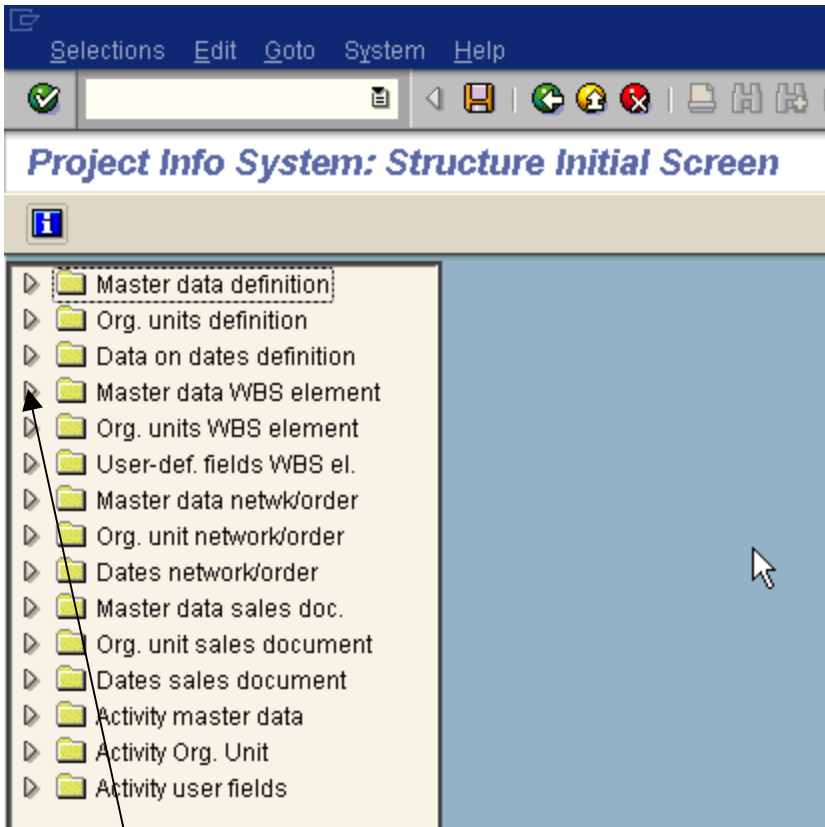 Selections Edit Goto System Help
Project Info System: Structure Initial Screen
Master data definition
Org. units definition
Data on dates definition
Master data WBS element
Org. units WBS element
User-def. fields WBS el.
Master data netwk/order
Org. unit network/order
Dates network/order
Master data sales doc.
Org. unit sales document
Dates sales document
Activity master data
Activity Org. Unit
Activity user fields